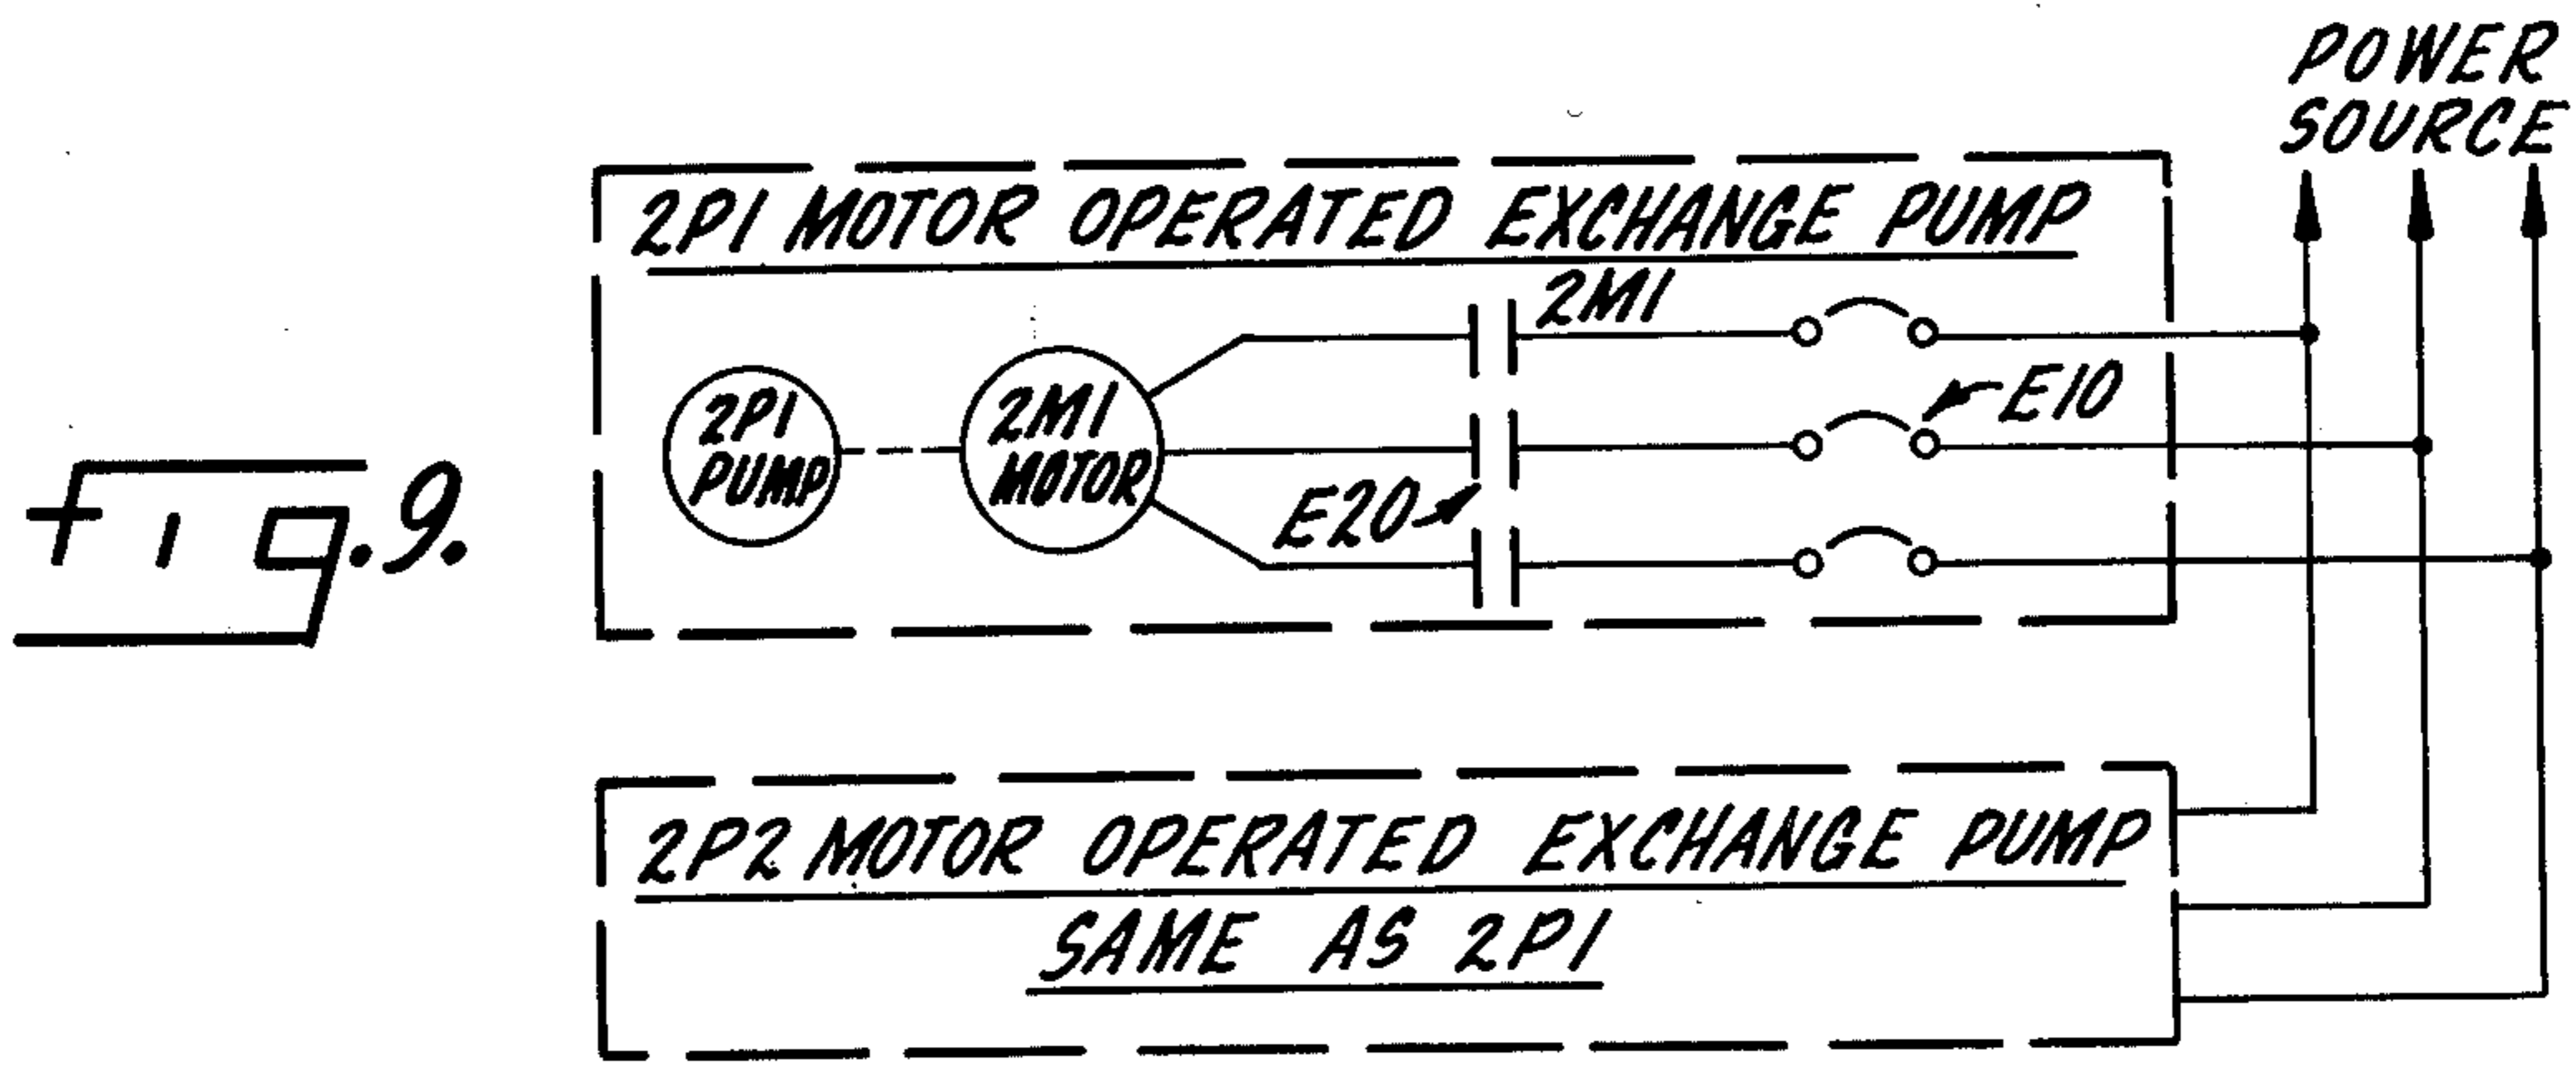 POWER
SOURCE
2P1 MOTOR OPERATED EXCHANGE PUMP
2M1
2P1
PUMP
2M1
MOTOR
E10
E20
Fig. 9.
2P2 MOTOR OPERATED EXCHANGE PUMP
SAME AS 2P1